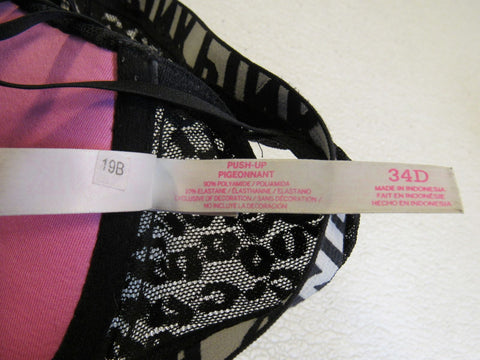 19B
PUSH-UP
PIGEONNANT
90% POLYAMIDE / POLIAMIDA
10% ELASTANE / ÉLASTHANNE / ELASTANO
EXCLUSIVE OF DECORATION / SANS DÉCORATION /
NO INCLUYE LA DECORACIÓN
34D
MADE IN INDONESIA
FAIT EN INDONÉSIE
HECHO EN INDONESIA